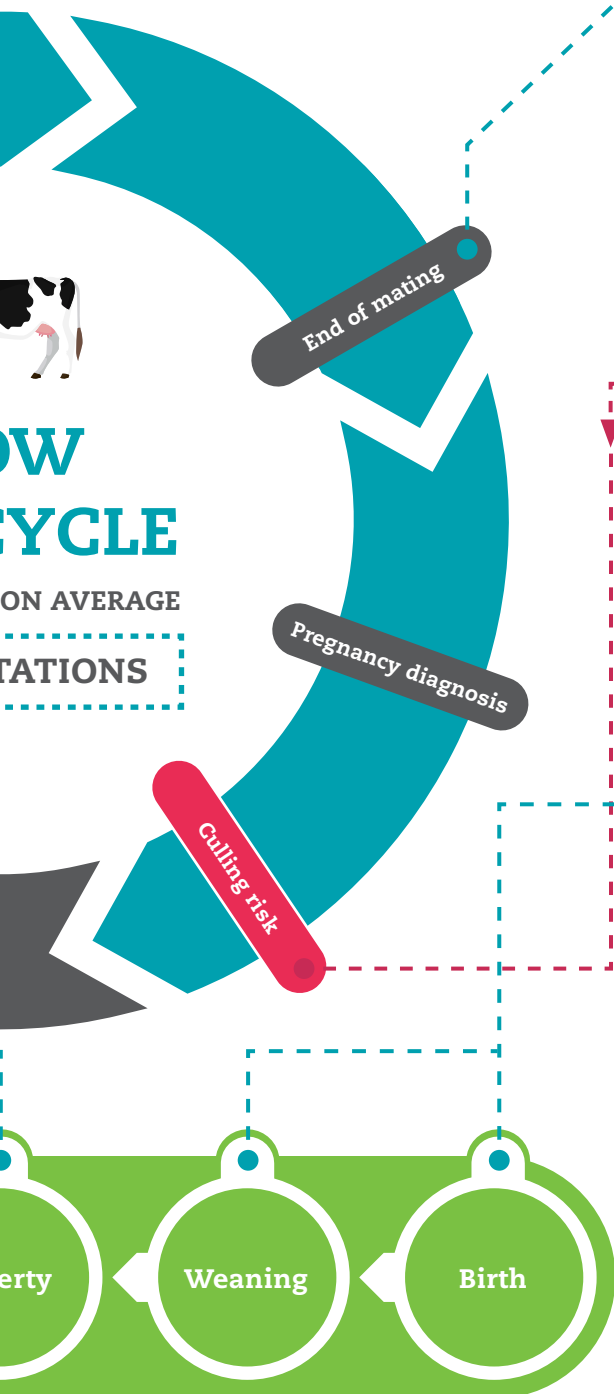 End of mating
OW
CYCLE
ON AVERAGE
TATIONS
Pregnancy diagnosis
Culling risk
erty
Weaning
Birth